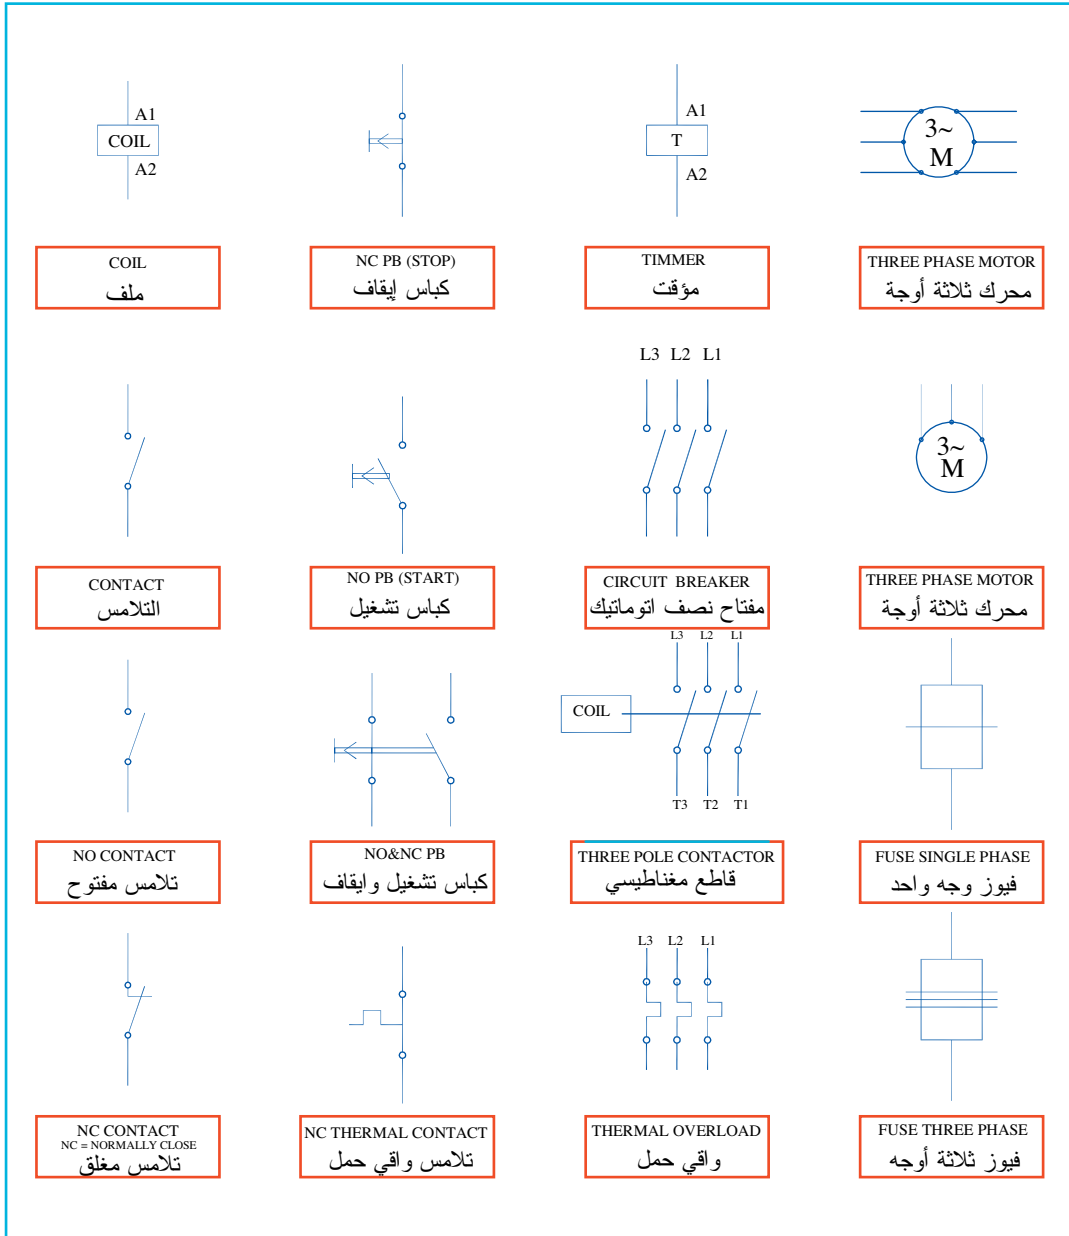 A1
COIL
A2
A1
T
A2
3~
M
COIL
ملف
NC PB (STOP)
كباس إيقاف
TIMMER
مؤقت
THREE PHASE MOTOR
محرك ثلاثة أوجة
L3 L2 L1
3~
M
CONTACT
التلامس
NO PB (START)
كباس تشغيل
CIRCUIT BREAKER
مفتاح نصف اتوماتيك
THREE PHASE MOTOR
محرك ثلاثة أوجة
L3 L2 L1
COIL
T3 T2 T1
NO CONTACT
تلامس مفتوح
NO&NC PB
كباس تشغيل وايقاف
THREE POLE CONTACTOR
قاطع مغناطيسي
FUSE SINGLE PHASE
فيوز وجه واحد
L3 L2 L1
NC CONTACT
NC = NORMALLY CLOSE
تلامس مغلق
NC THERMAL CONTACT
تلامس واقي حمل
THERMAL OVERLOAD
واقي حمل
FUSE THREE PHASE
فيوز ثلاثة أوجه